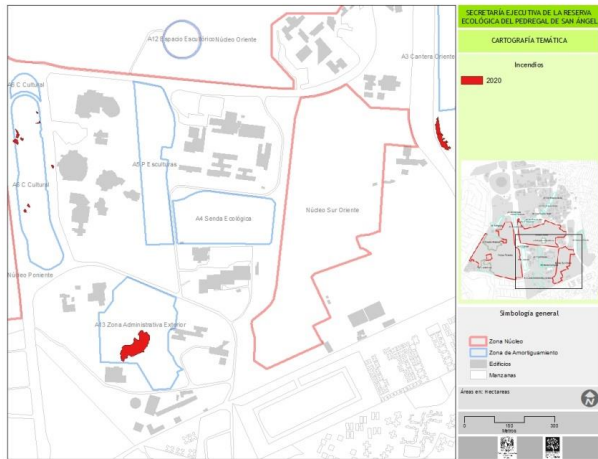 SECRETARÍA EJECUTIVA DE LA RESERVA
ECOLÓGICA DEL PEDREGAL DE SAN ÁNGEL
CARTOGRAFÍA TEMÁTICA
Incendios
2020
A12 Espacio Escultórico
Núcleo Oriente
A3 Cantera Oriente
A6 C Cultural
A6 C Cultural
A5 P Esculturas
A4 Senda Ecológica
Núcleo Sur Oriente
Núcleo Poniente
A13 Zona Administrativa Exterior
Simbología general
Zona Núcleo
Zona de Amortiguamiento
Edificios
Manzanas
Áreas en: Hectáreas
0 150 300
Metros